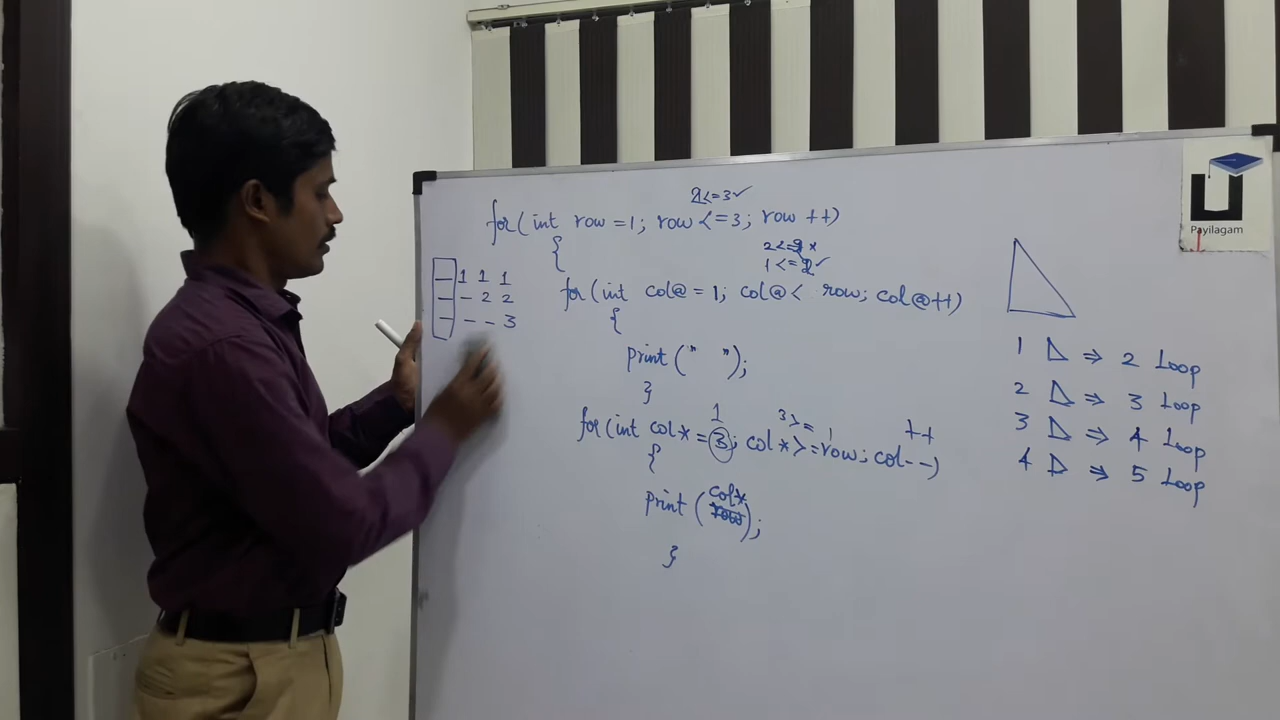 2<=3✓
for(int row=1; row<=3; row++)
{
2<=2 x
1<=2✓
– 1 1 1
– – 2 2
– – – 3
for(int col@=1; col@< row; col@++)
{
Print(" ");
}
1
3>=1
++
for(int col*=3; col*>=row; col--)
{
col*
Print(row);
}
1 ⇒ 2 Loop
2 ⇒ 3 Loop
3 ⇒ 4 Loop
4 ⇒ 5 Loop
Payilagam